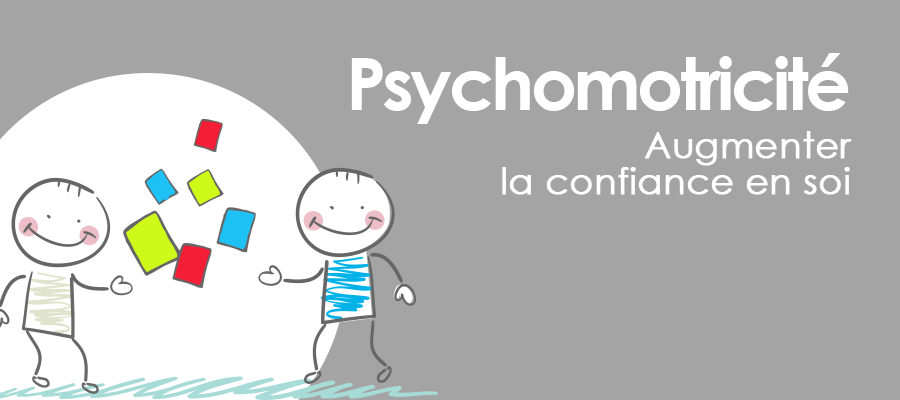 Psychomotricité
Augmenter
la confiance en soi